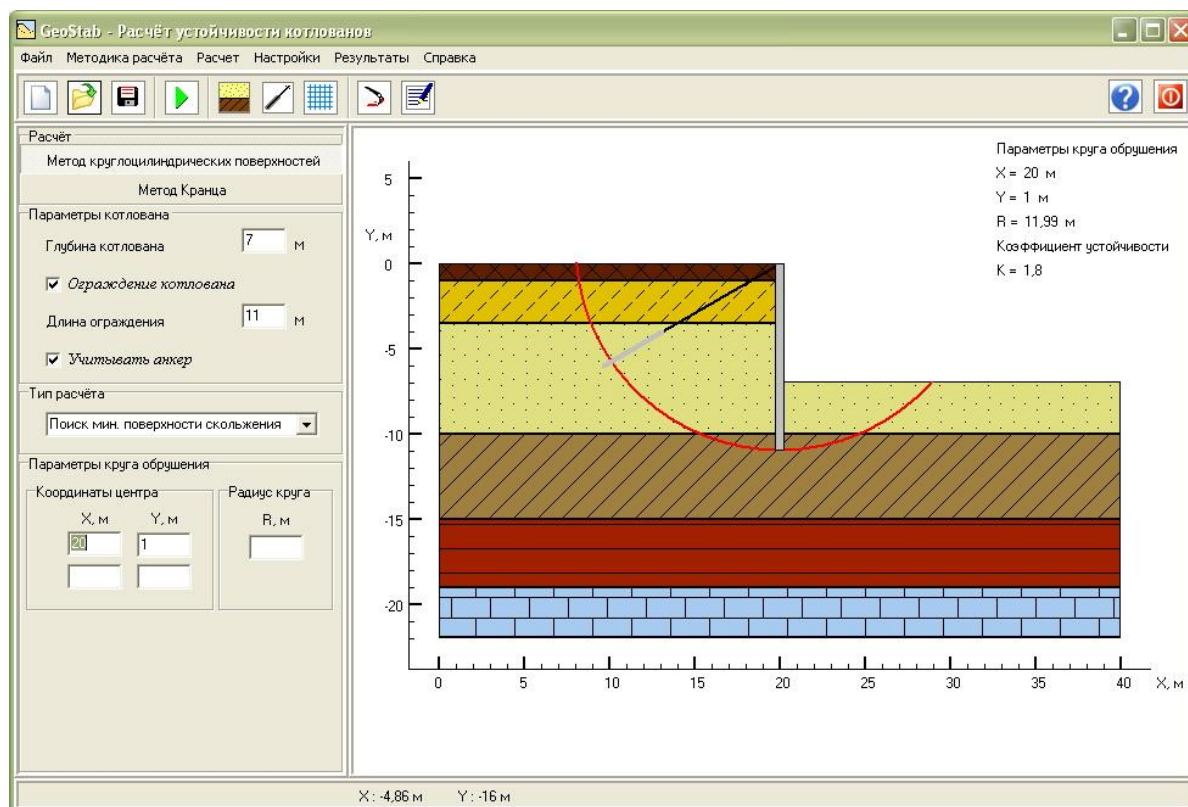 GeoStab - Расчёт устойчивости котлованов
Файл Методика расчёта Расчет Настройки Результаты Справка
Расчёт
Метод круглоцилиндрических поверхностей
Метод Кранца
Параметры котлована
Глубина котлована 7 м
Ограждение котлована
Длина ограждения 11 м
Учитывать анкер
Тип расчёта
Поиск мин. поверхности скольжения
Параметры круга обрушения
Координаты центра Радиус круга
X, м Y, м R, м
20 1
Параметры круга обрушения
X = 20 м
Y = 1 м
R = 11,99 м
Коэффициент устойчивости
K = 1,8
5
Y, м
0
-5
-10
-15
-20
0 5 10 15 20 25 30 35 40 X, м
X : -4,86 м Y : -16 м